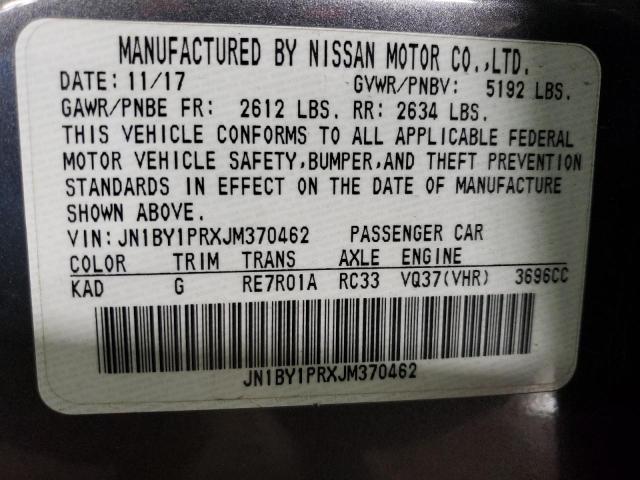 MANUFACTURED BY NISSAN MOTOR CO.,LTD.
DATE: 11/17 GVWR/PNBV: 5192 LBS.
GAWR/PNBE FR: 2612 LBS. RR: 2634 LBS.
THIS VEHICLE CONFORMS TO ALL APPLICABLE FEDERAL
MOTOR VEHICLE SAFETY,BUMPER,AND THEFT PREVENTION
STANDARDS IN EFFECT ON THE DATE OF MANUFACTURE
SHOWN ABOVE.
VIN:JN1BY1PRXJM370462 PASSENGER CAR
COLOR TRIM TRANS AXLE ENGINE
KAD G RE7R01A RC33 VQ37(VHR) 3696CC
JN1BY1PRXJM370462